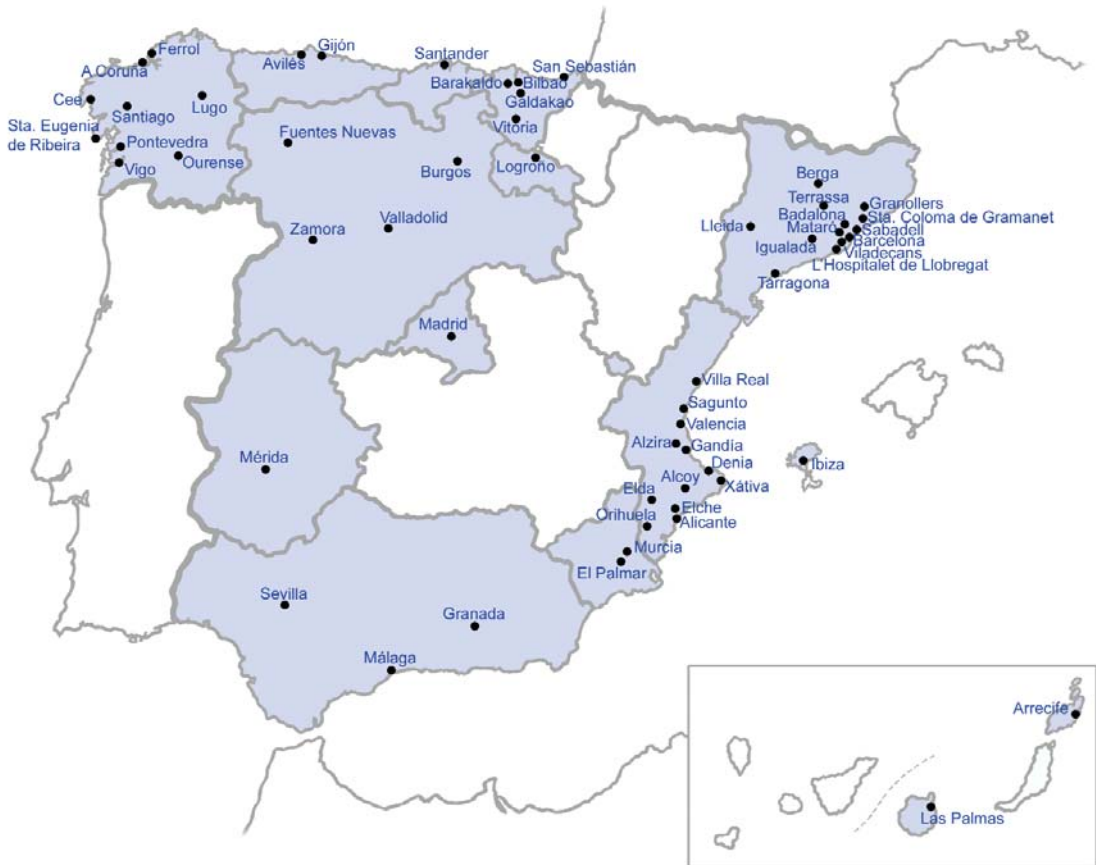 Ferrol
Gijón
Avilés
Santander
A Coruña
San Sebastián
Barakaldo
Bilbao
Galdakao
Cee
Santiago
Lugo
Sta. Eugenia
de Ribeira
Vitoria
Pontevedra
Fuentes Nuevas
Vigo
Ourense
Burgos
Logroño
Berga
Terrassa
Granollers
Badalona
Sta. Coloma de Gramanet
Lleida
Mataró
Sabadell
Igualada
Barcelona
Viladecans
L'Hospitalet de Llobregat
Tarragona
Zamora
Valladolid
Madrid
Villa Real
Sagunto
Valencia
Alzira
Gandía
Mérida
Denia
Ibiza
Alcoy
Xátiva
Elda
Elche
Orihuela
Alicante
Murcia
El Palmar
Sevilla
Granada
Málaga
Arrecife
Las Palmas